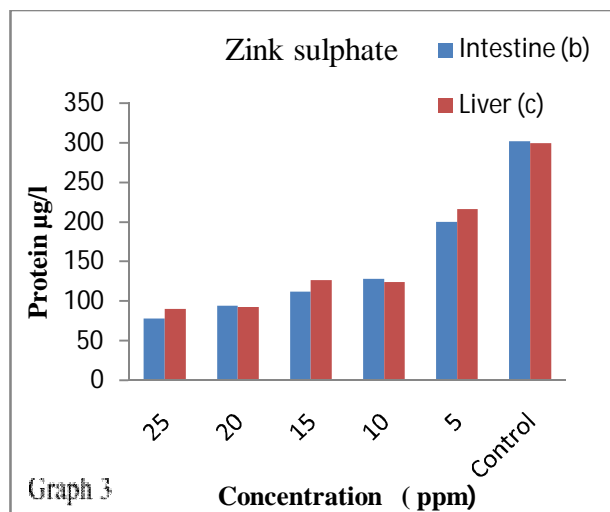 Zink sulphate
Intestine (b)
Liver (c)
350
300
250
200
150
100
50
0
Protein µg/l
25
20
15
10
5
Control
Concentration ( ppm)
Graph 3